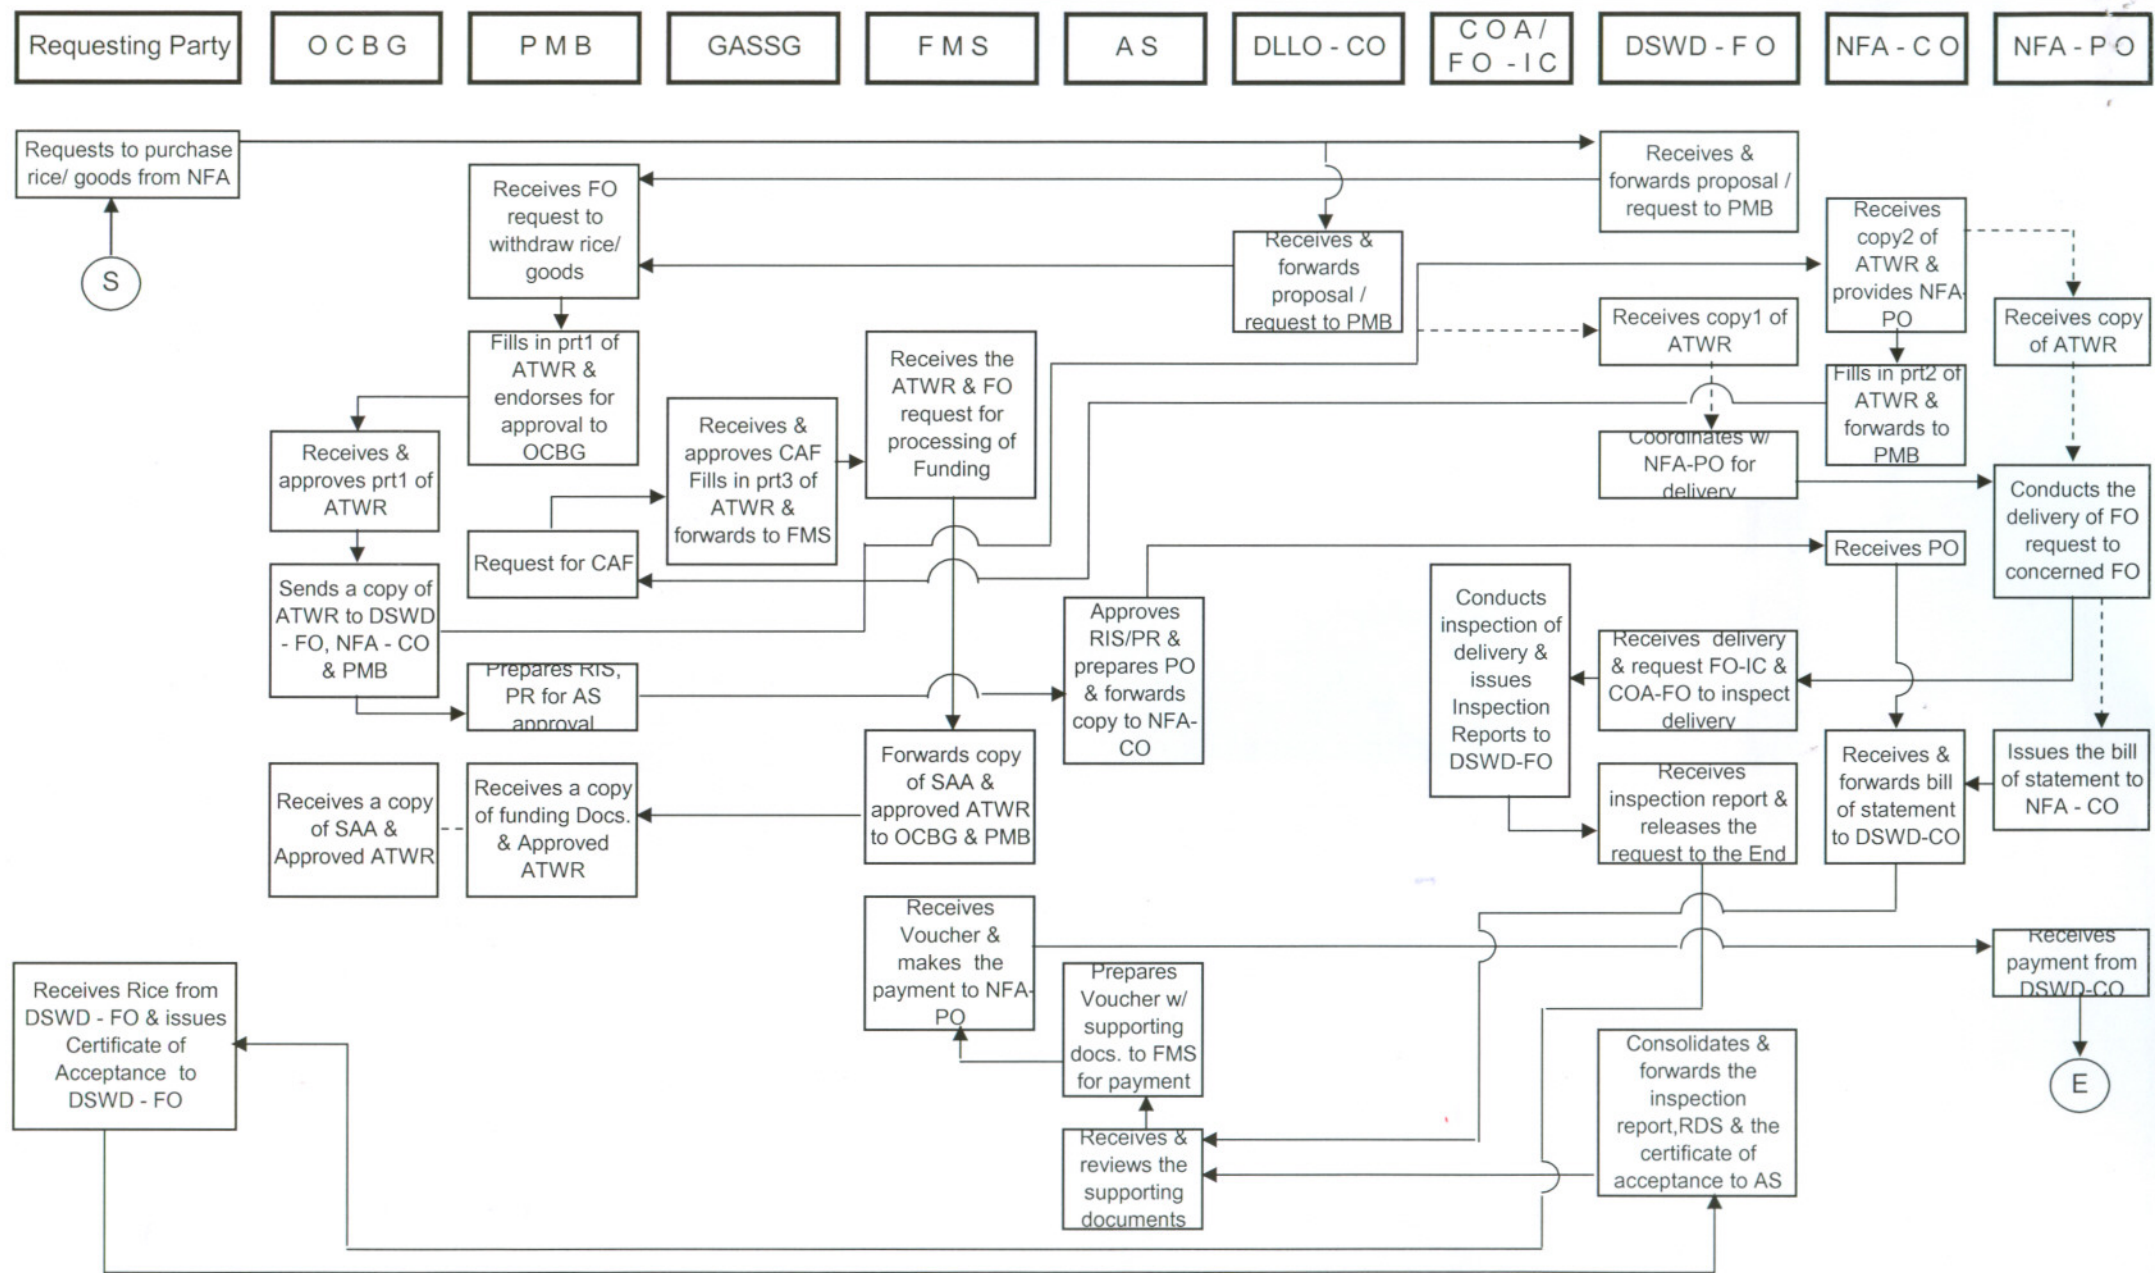 Requesting Party
O C B G
P M B
GASSG
F M S
A S
DLLO - CO
C O A /
F O - I C
DSWD - F O
NFA - C O
NFA - P O
Requests to purchase
rice/ goods from NFA
S
Receives FO
request to
withdraw rice/
goods
Receives &
forwards proposal /
request to PMB
Receives &
forwards
proposal /
request to PMB
Receives
copy2 of
ATWR &
provides NFA-
PO
Receives copy1 of
ATWR
Receives copy
of ATWR
Fills in prt1 of
ATWR &
endorses for
approval to
OCBG
Receives the
ATWR & FO
request for
processing of
Funding
Fills in prt2 of
ATWR &
forwards to
PMB
Receives &
approves prt1 of
ATWR
Receives &
approves CAF
Fills in prt3 of
ATWR &
forwards to FMS
Coordinates w/
NFA-PO for
delivery
Conducts the
delivery of FO
request to
concerned FO
Request for CAF
Receives PO
Sends a copy of
ATWR to DSWD
- FO, NFA - CO
& PMB
Approves
RIS/PR &
prepares PO
& forwards
copy to NFA-
CO
Conducts
inspection of
delivery &
issues
Inspection
Reports to
DSWD-FO
Receives delivery
& request FO-IC &
COA-FO to inspect
delivery
Prepares RIS,
PR for AS
approval
Forwards copy
of SAA &
approved ATWR
to OCBG & PMB
Receives &
forwards bill
of statement
to DSWD-CO
Issues the bill
of statement to
NFA - CO
Receives a copy
of SAA &
Approved ATWR
Receives a copy
of funding Docs.
& Approved
ATWR
Receives
inspection report &
releases the
request to the End
Receives
Voucher &
makes the
payment to NFA-
PO
Receives
payment from
DSWD-CO
Receives Rice from
DSWD - FO & issues
Certificate of
Acceptance to
DSWD - FO
Prepares
Voucher w/
supporting
docs. to FMS
for payment
Consolidates &
forwards the
inspection
report,RDS & the
certificate of
acceptance to AS
E
Receives &
reviews the
supporting
documents